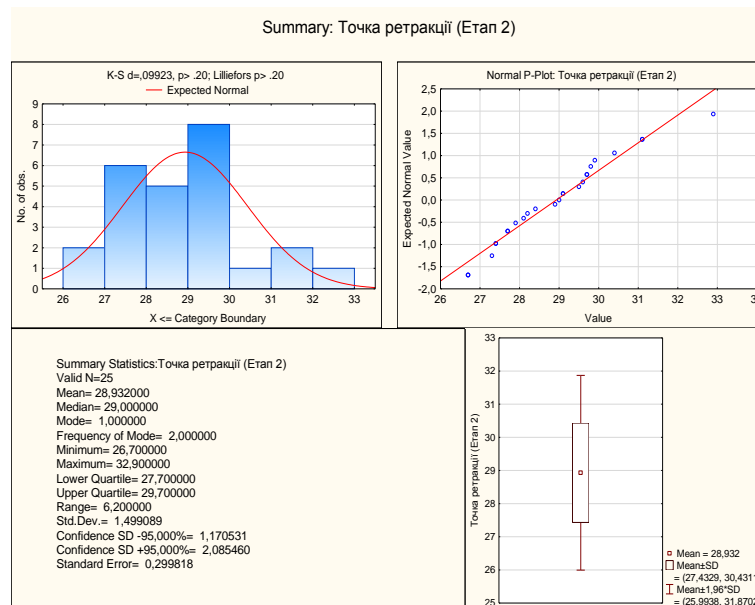 Summary: Точка ретракції (Етап 2)
K-S d=,09923, p> .20; Lilliefors p> .20
Expected Normal
9
8
7
6
5
4
3
2
1
0
No. of obs.
26 27 28 29 30 31 32 33
X <= Category Boundary
Normal P-Plot: Точка ретракції (Етап 2)
2,5
2,0
1,5
1,0
0,5
0,0
-0,5
-1,0
-1,5
-2,0
Expected Normal Value
26 27 28 29 30 31 32 33
Value
Summary Statistics:Точка ретракції (Етап 2)
Valid N=25
Mean= 28,932000
Median= 29,000000
Mode= 1,000000
Frequency of Mode= 2,000000
Minimum= 26,700000
Maximum= 32,900000
Lower Quartile= 27,700000
Upper Quartile= 29,700000
Range= 6,200000
Std.Dev.= 1,499089
Confidence SD -95,000%= 1,170531
Confidence SD +95,000%= 2,085460
Standard Error= 0,299818
33
32
31
30
29
28
27
26
25
Точка ретракції (Етап 2)
Mean = 28,932
Mean±SD
= (27,4329, 30,4311
Mean±1,96*SD
= (25,9938, 31,8702